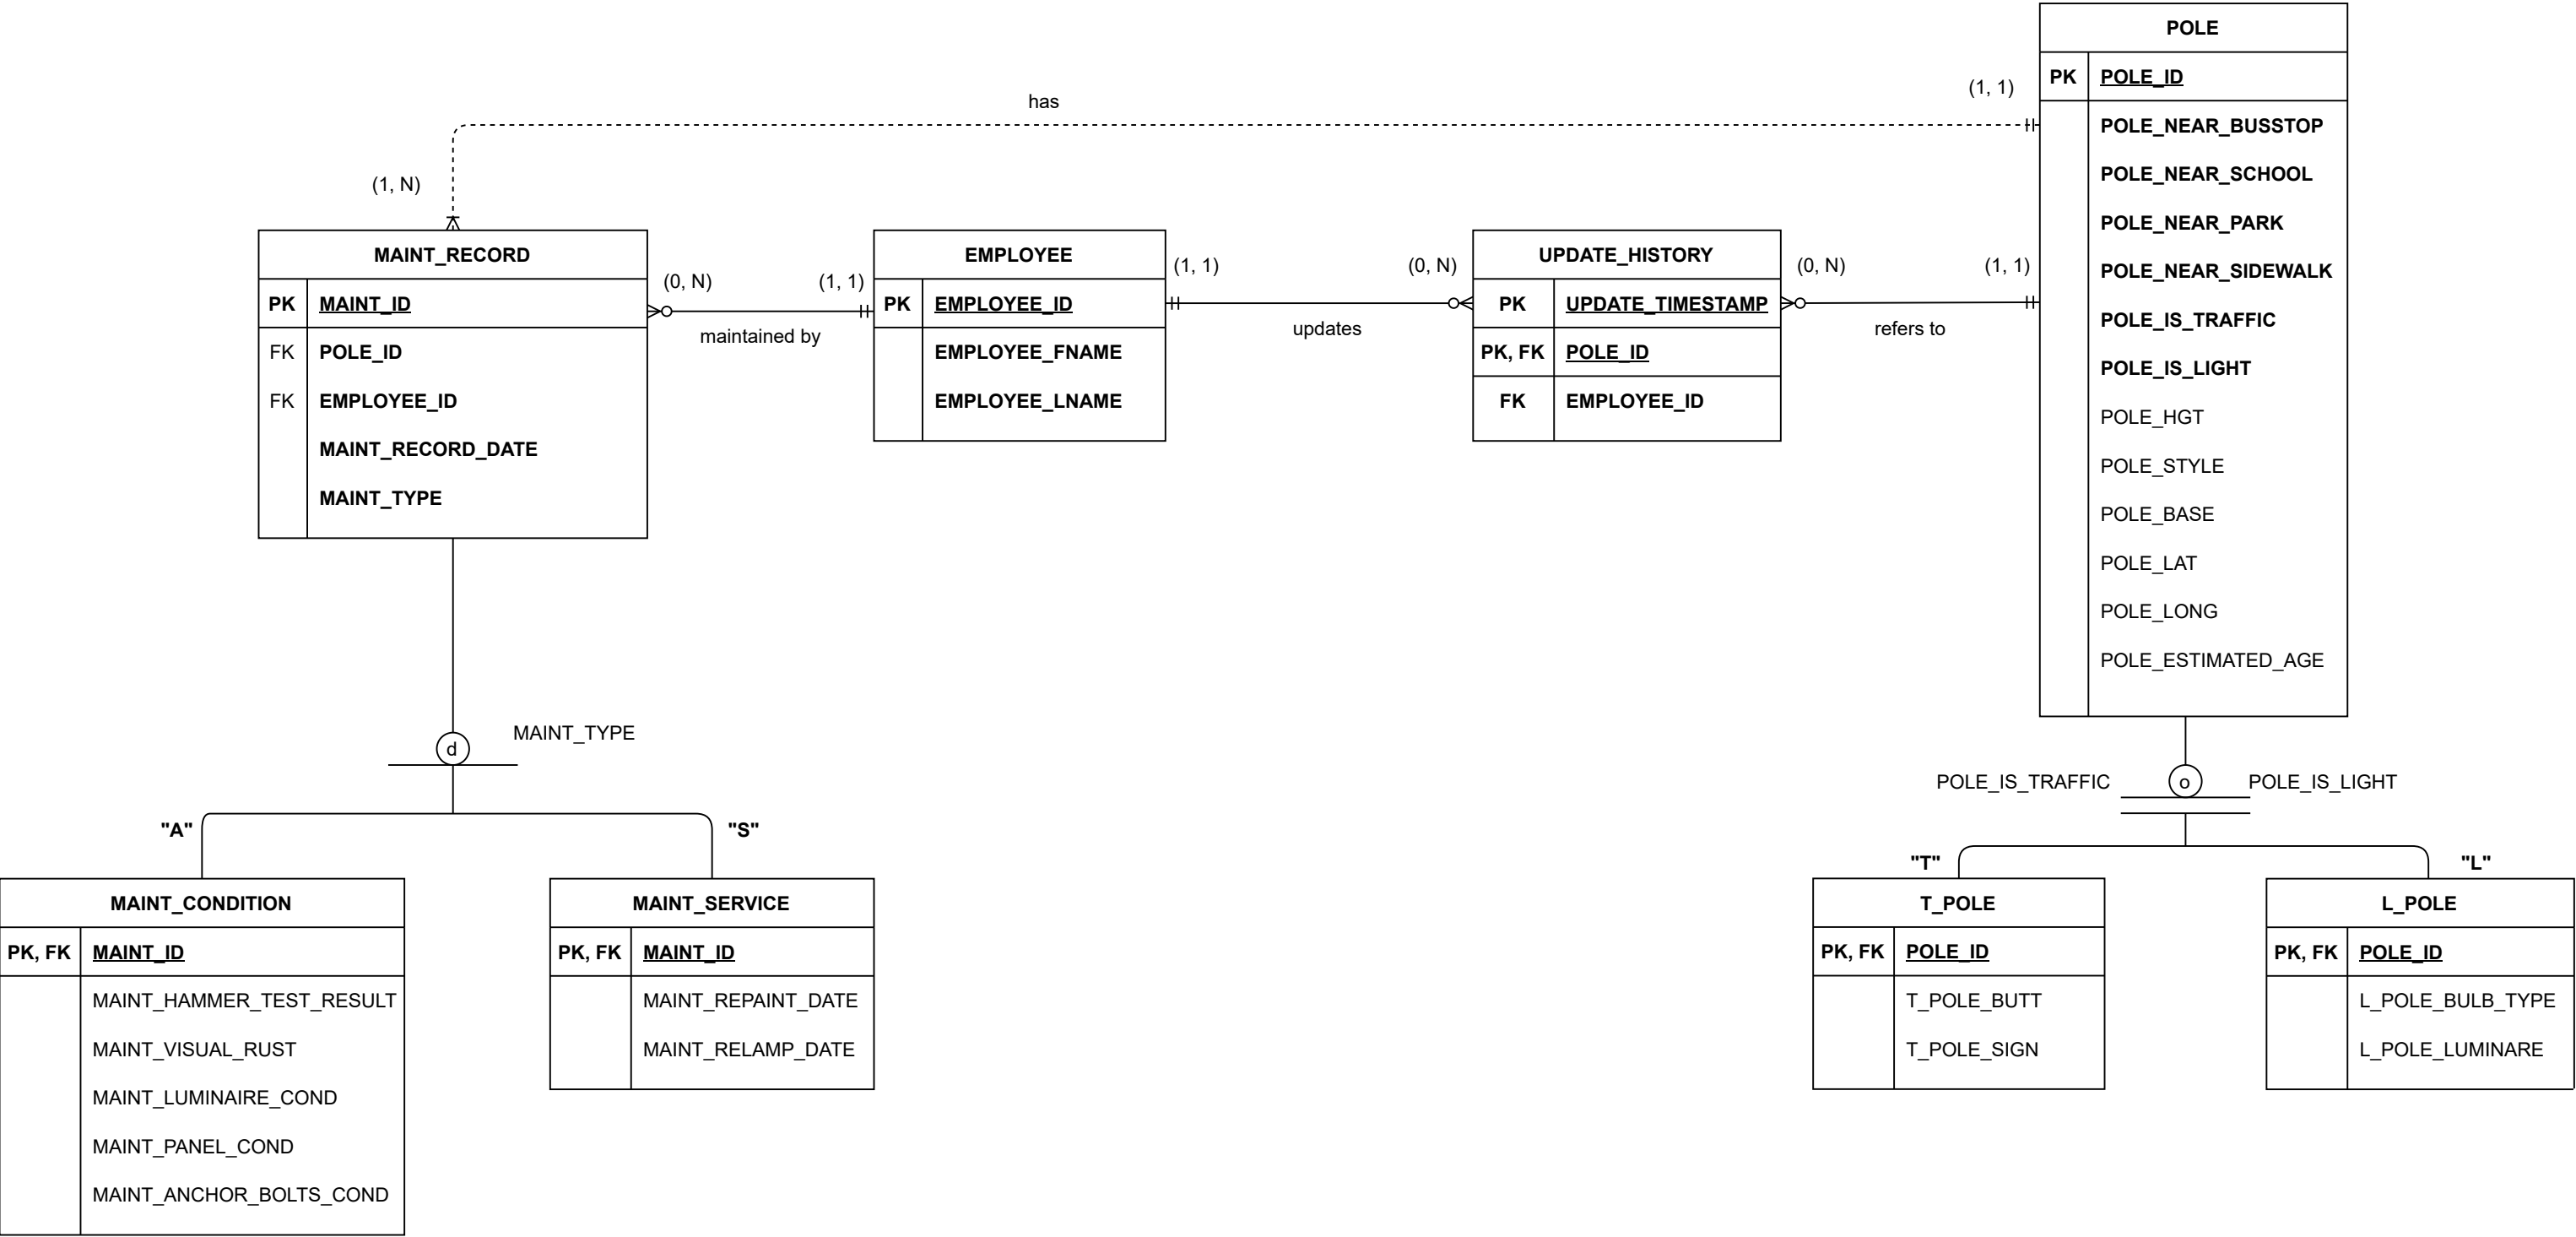 POLE
PK POLE_ID
POLE_NEAR_BUSSTOP
POLE_NEAR_SCHOOL
POLE_NEAR_PARK
POLE_NEAR_SIDEWALK
POLE_IS_TRAFFIC
POLE_IS_LIGHT
POLE_HGT
POLE_STYLE
POLE_BASE
POLE_LAT
POLE_LONG
POLE_ESTIMATED_AGE
has
(1, 1)
(1, N)
MAINT_RECORD
PK MAINT_ID
FK POLE_ID
FK EMPLOYEE_ID
MAINT_RECORD_DATE
MAINT_TYPE
(0, N)
(1, 1)
maintained by
EMPLOYEE
PK EMPLOYEE_ID
EMPLOYEE_FNAME
EMPLOYEE_LNAME
(1, 1)
(0, N)
updates
UPDATE_HISTORY
PK UPDATE_TIMESTAMP
PK, FK POLE_ID
FK EMPLOYEE_ID
(0, N)
(1, 1)
refers to
d
MAINT_TYPE
"A"
"S"
MAINT_CONDITION
PK, FK MAINT_ID
MAINT_HAMMER_TEST_RESULT
MAINT_VISUAL_RUST
MAINT_LUMINAIRE_COND
MAINT_PANEL_COND
MAINT_ANCHOR_BOLTS_COND
MAINT_SERVICE
PK, FK MAINT_ID
MAINT_REPAINT_DATE
MAINT_RELAMP_DATE
POLE_IS_TRAFFIC
o
POLE_IS_LIGHT
"T"
"L"
T_POLE
PK, FK POLE_ID
T_POLE_BUTT
T_POLE_SIGN
L_POLE
PK, FK POLE_ID
L_POLE_BULB_TYPE
L_POLE_LUMINARE